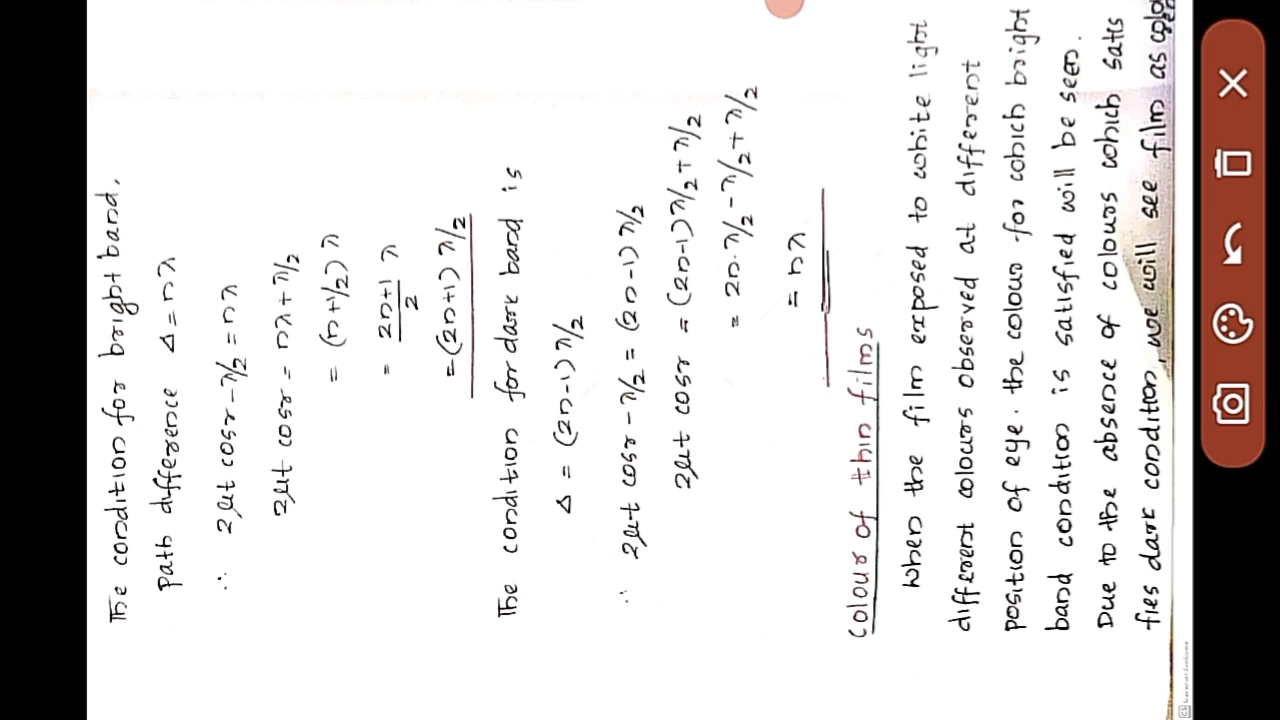 The condition for bright band,
Path difference Δ = nλ
∴ 2μt cosr - λ/2 = nλ
2μt cosr = nλ + λ/2
= (n+1/2) λ
= 2n+1/2 λ
= (2n+1) λ/2
The condition for dark band is
Δ = (2n-1) λ/2
∴ 2μt cosr - λ/2 = (2n-1) λ/2
2μt cosr = (2n-1) λ/2 + λ/2
= 2n·λ/2 - λ/2 + λ/2
= nλ
Colour of thin films
When the film exposed to white light
different colours observed at different
position of eye. the colour for which bright
band condition is satisfied will be seen.
Due to the absence of colours which satis
fies dark condition, we will see film as colo
CS